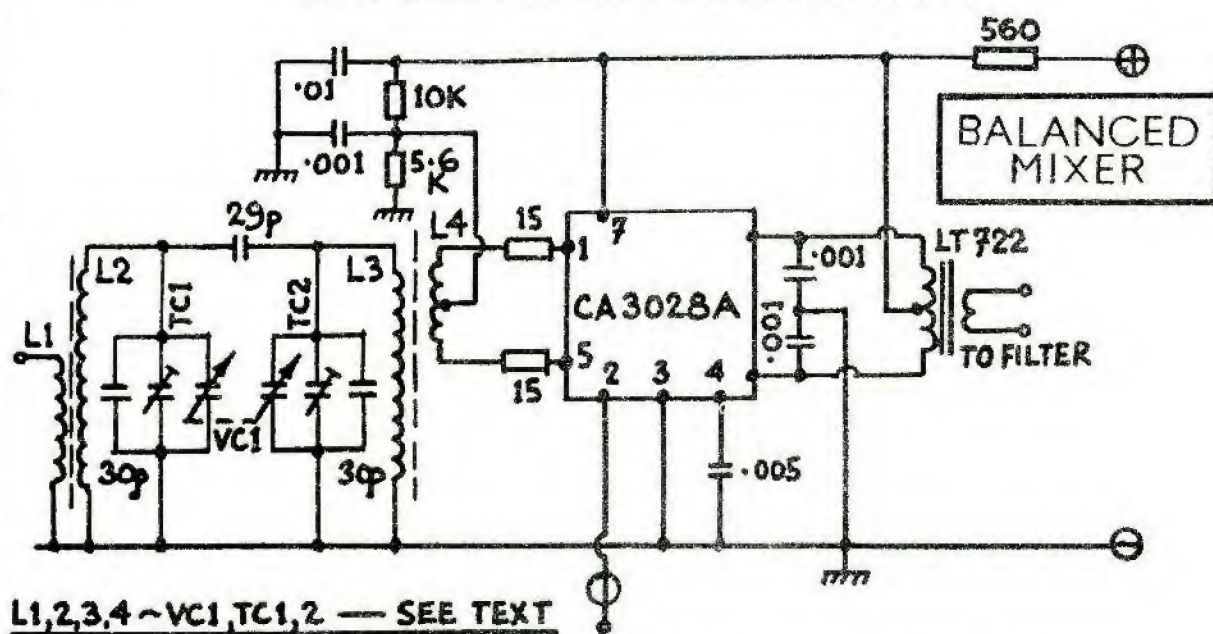 560
·01
10K
BALANCED
MIXER
·001
5·6
K
29p
L4
15
1
7
LT 722
L2
L3
·001
TC1
TC2
CA3028A
L1
·001
5
TO FILTER
15
2
3
4
VC1
30p
30p
·005
L1,2,3,4~VC1,TC1,2 — SEE TEXT